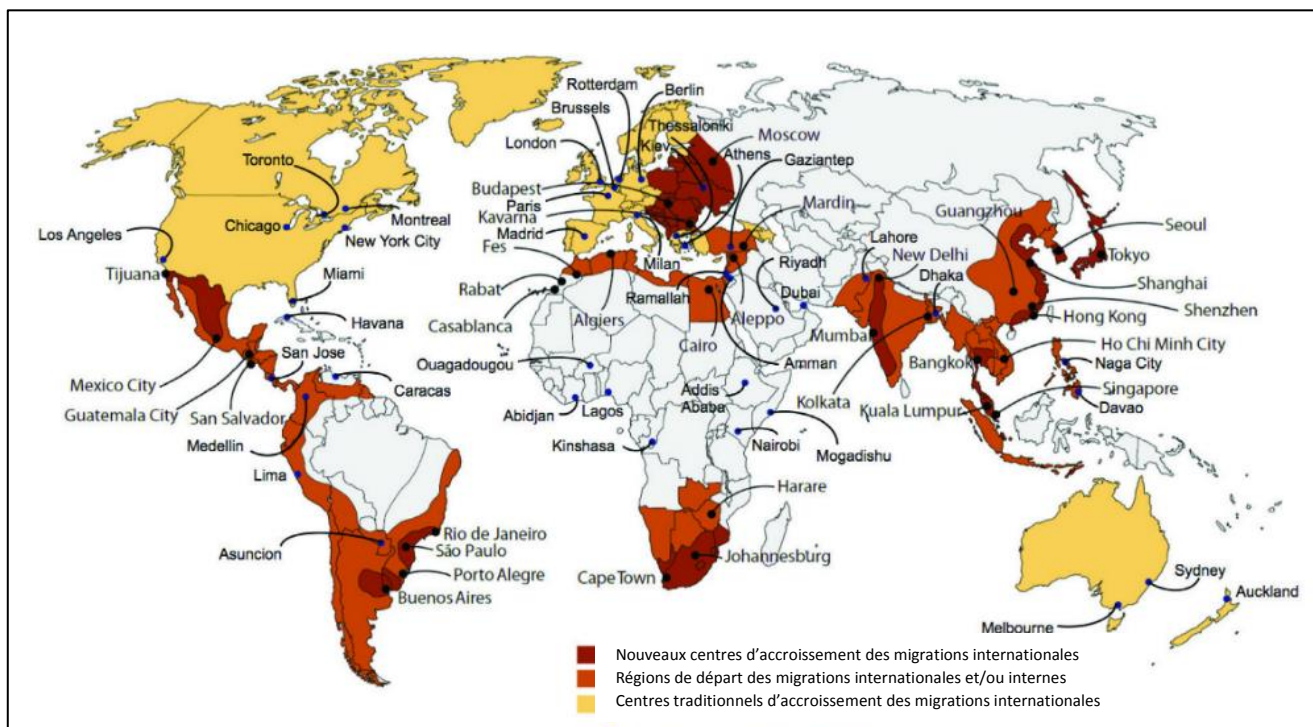 Rotterdam
Berlin
Brussels
Thessaloniki
Moscow
London
Kiev
Athens
Gaziantep
Toronto
Budapest
Paris
Mardin
Guangzhou
Kavarna
Seoul
Chicago
Montreal
Madrid
Los Angeles
New York City
Fes
Lahore
New Delhi
Tokyo
Milan
Riyadh
Dhaka
Tijuana
Miami
Rabat
Ramallah
Dubai
Shanghai
Shenzhen
Casablanca
Algiers
Aleppo
Mumbai
Hong Kong
Havana
Cairo
San Jose
Ouagadougou
Amman
Bangkok
Ho Chi Minh City
Naga City
Mexico City
Caracas
Addis
Ababa
Kolkata
Singapore
Guatemala City
San Salvador
Abidjan
Lagos
Kuala Lumpur
Davao
Medellin
Kinshasa
Nairobi
Mogadishu
Lima
Harare
Rio de Janeiro
Asuncion
São Paulo
Johannesburg
Porto Alegre
Cape Town
Sydney
Buenos Aires
Auckland
Melbourne
Nouveaux centres d'accroissement des migrations internationales
Régions de départ des migrations internationales et/ou internes
Centres traditionnels d'accroissement des migrations internationales